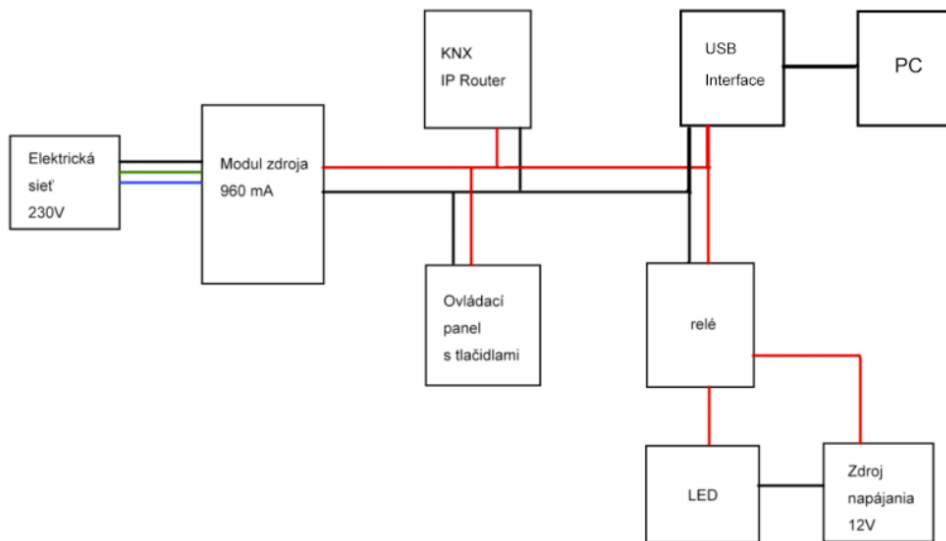 KNX
IP Router
USB
Interface
PC
Elektrická
sieť
230V
Modul zdroja
960 mA
Ovládací
panel
s tlačidlami
relé
LED
Zdroj
napájania
12V